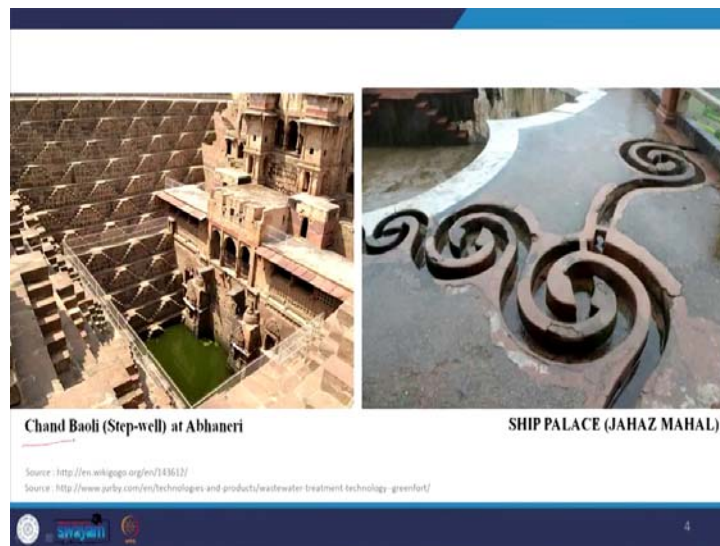 Chand Baoli (Step-well) at Abhaneri
SHIP PALACE (JAHAZ MAHAL)
Source : http://en.wikigogo.org/en/143612/
Source : http://www.jurby.com/en/technologies-and-products/wastewater-treatment-technology -greenfort/
swayam
4